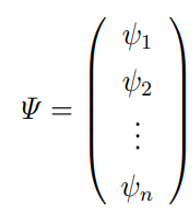 Ψ = ( ψ₁
ψ₂
⋮
ψₙ )